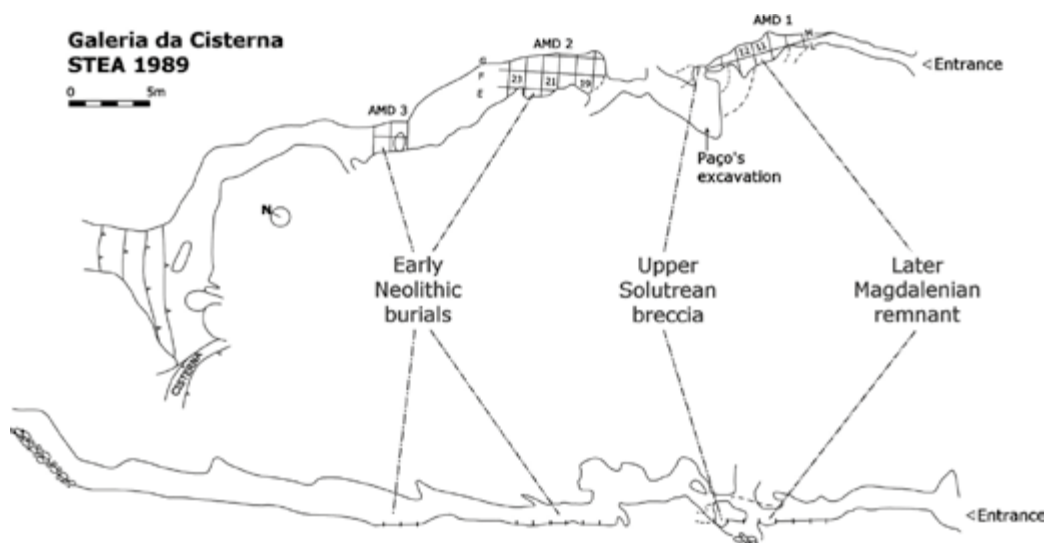 Galeria da Cisterna
STEA 1989
0 5m
AMD 1
AMD 2
AMD 3
12 11
M
L
G
F
E
23 21 19
<Entrance
Paço's
excavation
N
Early
Neolithic
burials
Upper
Solutrean
breccia
Later
Magdalenian
remnant
CISTERNA
<Entrance